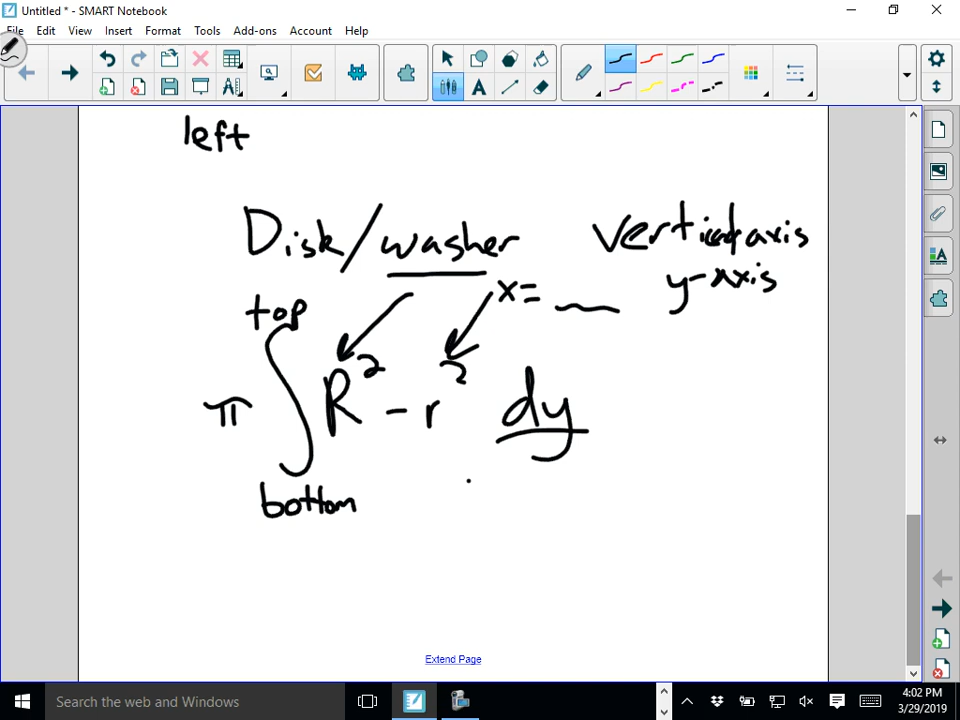 Untitled * - SMART Notebook
File Edit View Insert Format Tools Add-ons Account Help
left
Disk/washer
vertical axis
y-axis
x=
top
π ∫ R² - r² dy
bottom
Extend Page
Search the web and Windows
4:02 PM
3/29/2019